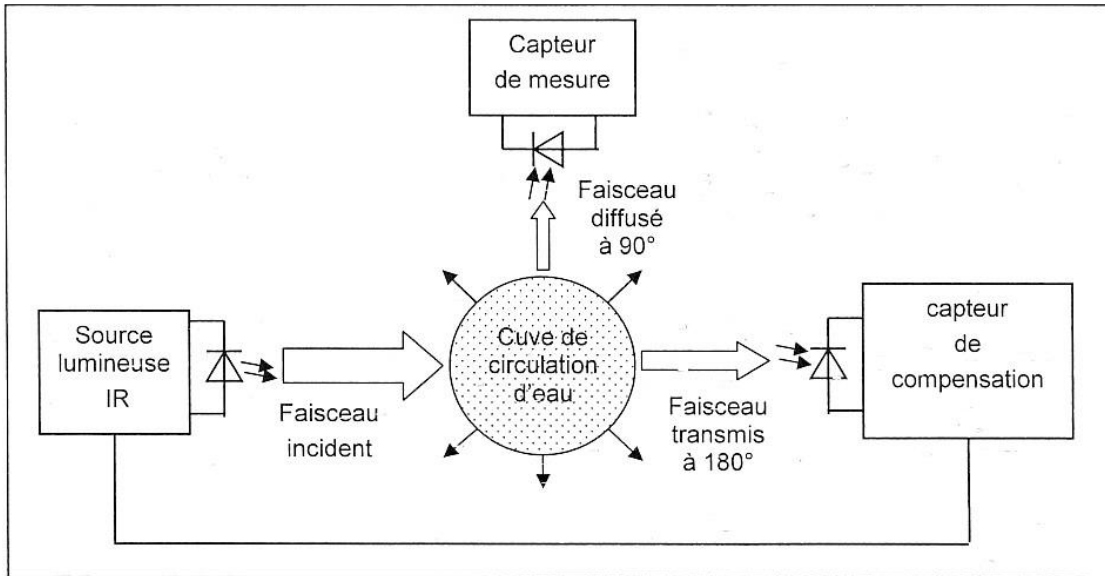 Capteur
de mesure
Faisceau
diffusé
à 90°
Source
lumineuse
IR
Faisceau
incident
Cuve de
circulation
d'eau
Faisceau
transmis
à 180°
capteur
de
compensation